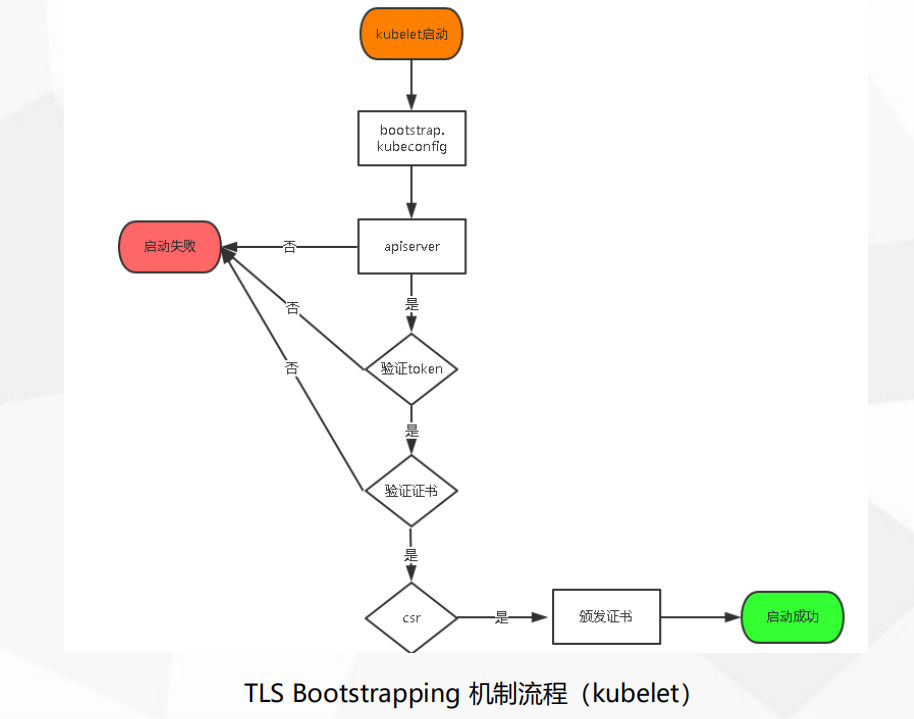 kubelet启动
bootstrap.
kubeconfig
apiserver
否
启动失败
是
否
验证token
是
否
验证证书
是
csr
是
颁发证书
启动成功
TLS Bootstrapping 机制流程（kubelet）